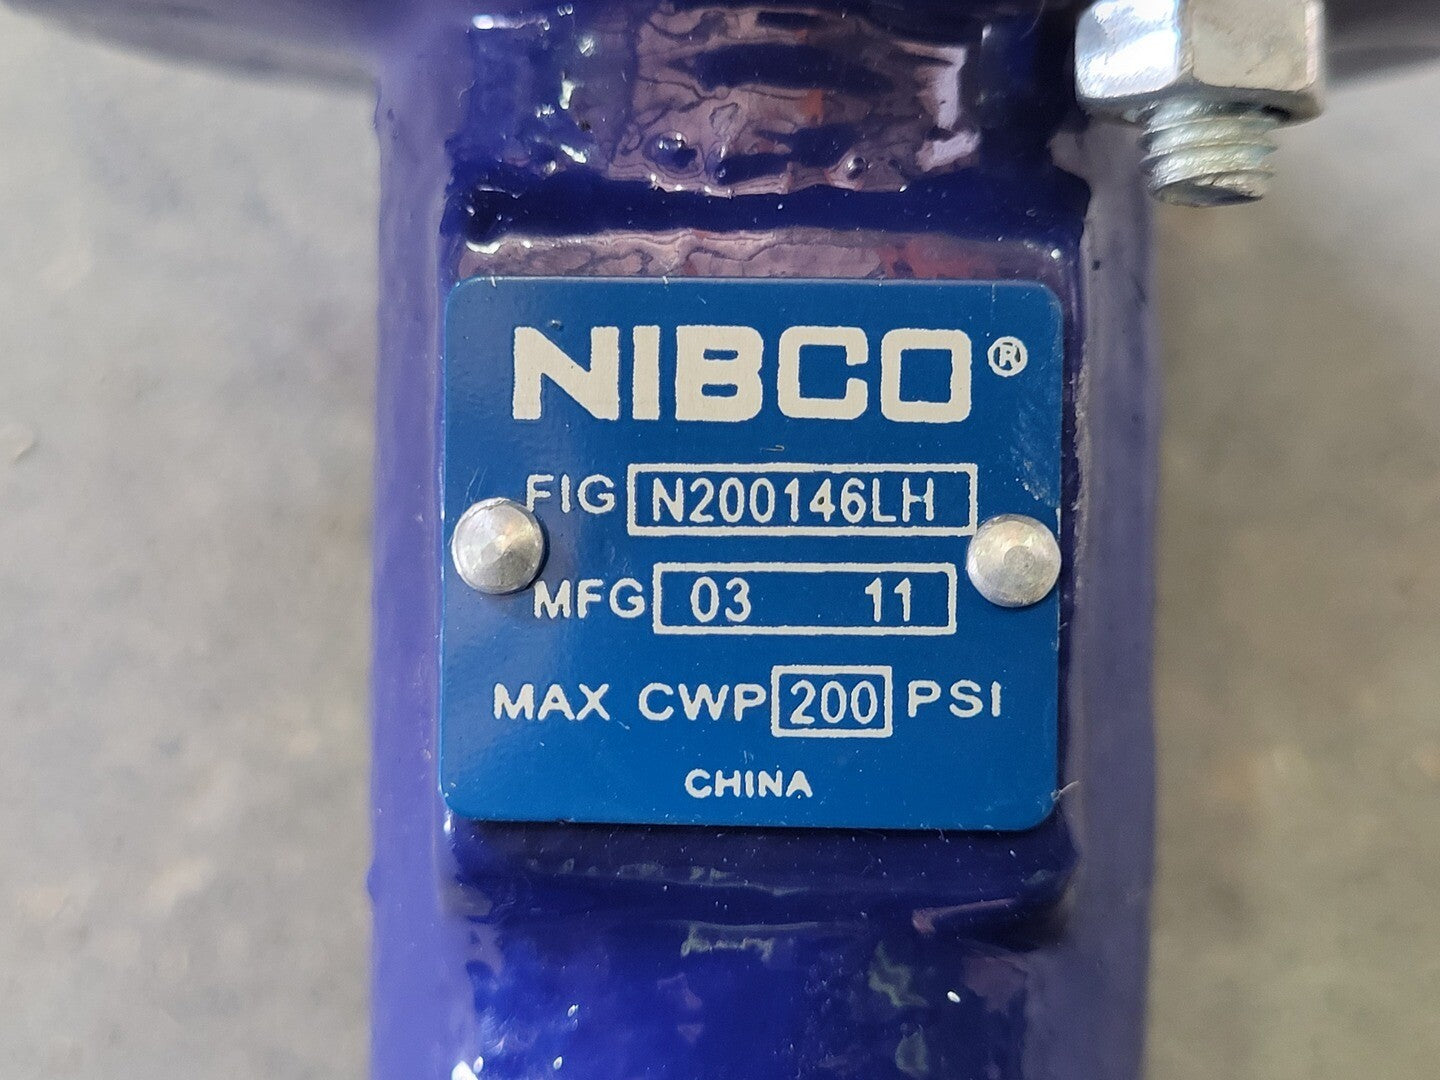 NIBCO®
FIG N200146LH
MFG 03 11
MAX CWP 200 PSI
CHINA